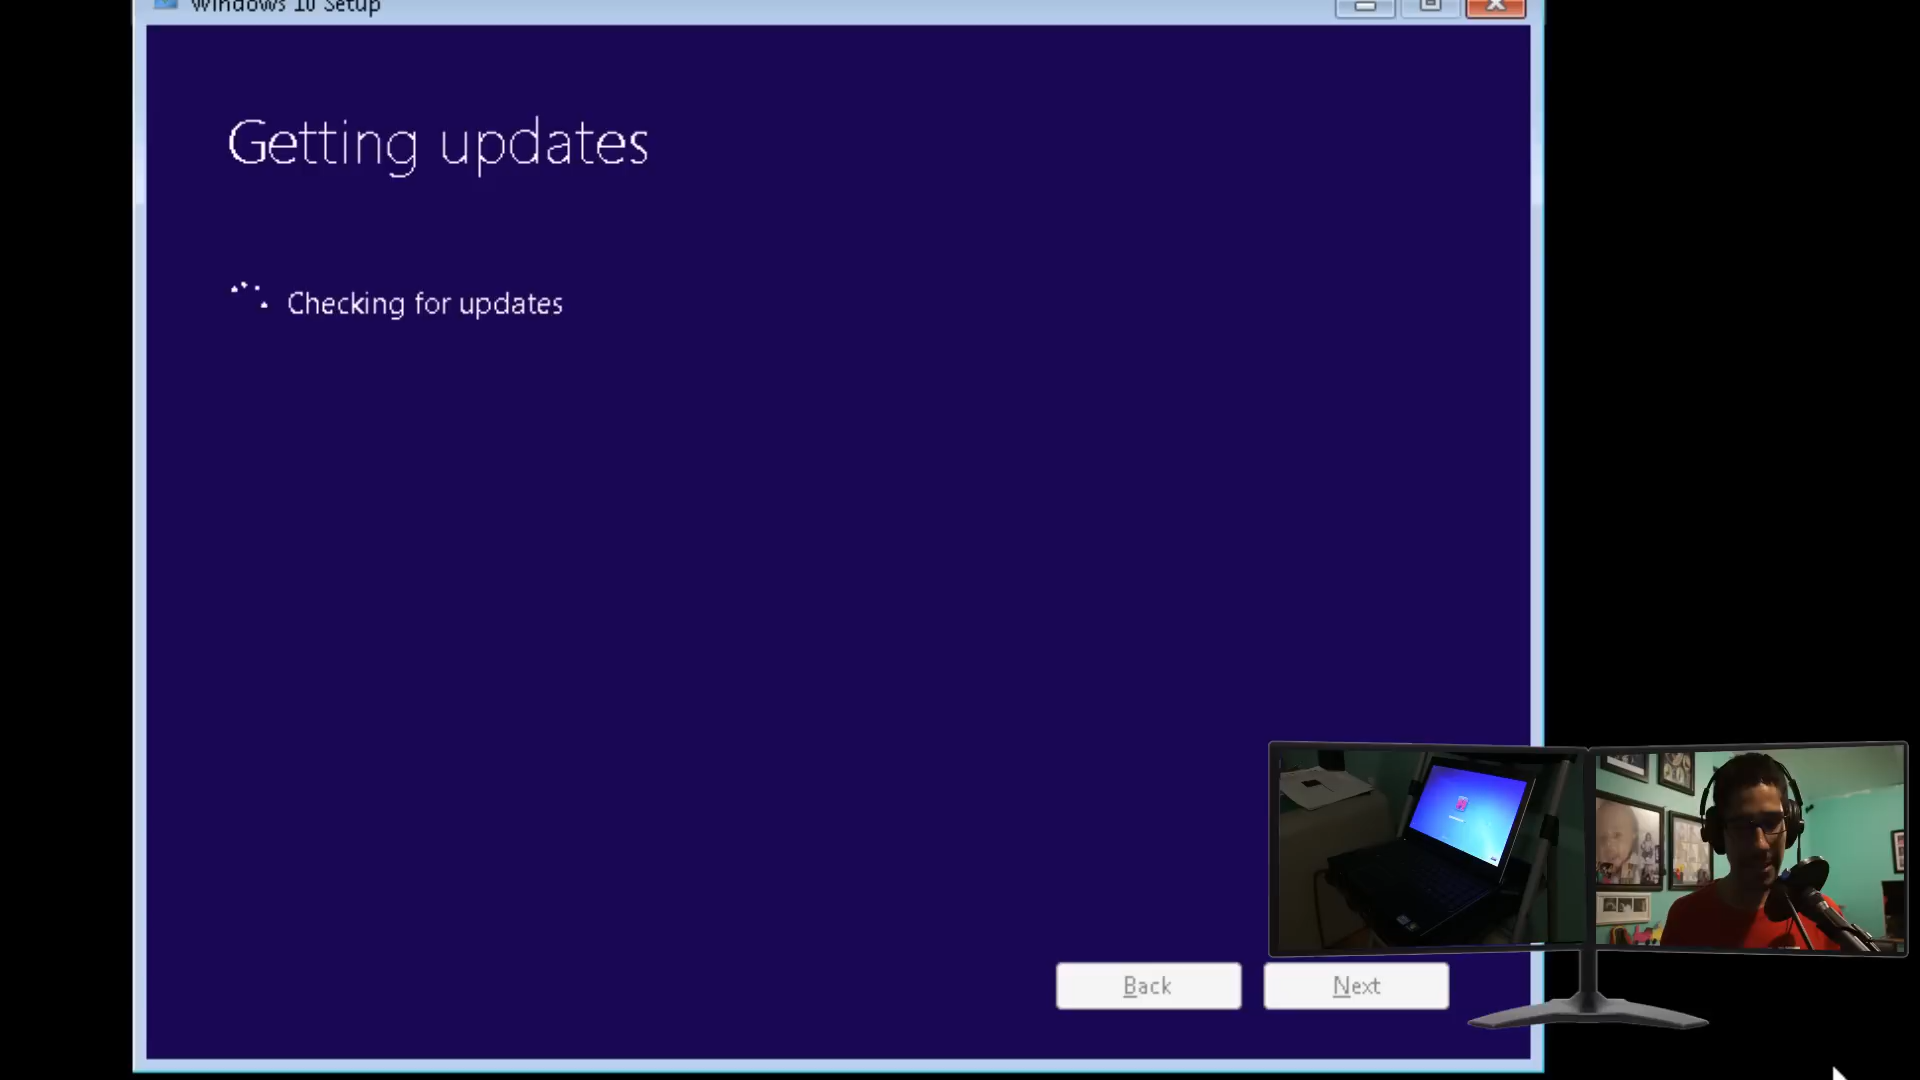 Windows 10 Setup
Getting updates
Checking for updates
Back
Next